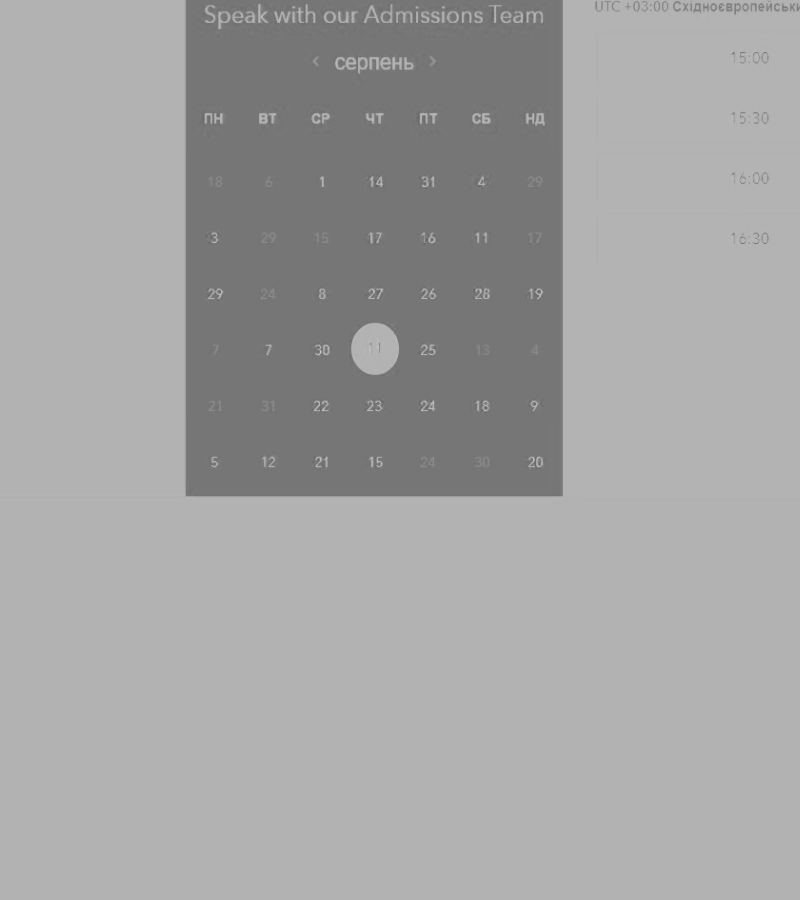 Speak with our Admissions Team
UTC +03:00 Східноєвропейськи
‹ серпень ›
ПН ВТ СР ЧТ ПТ СБ НД
18 6 1 14 31 4 29
3 29 15 17 16 11 17
29 24 8 27 26 28 19
7 7 30 11 25 13 4
21 31 22 23 24 18 9
5 12 21 15 24 30 20
15:00
15:30
16:00
16:30